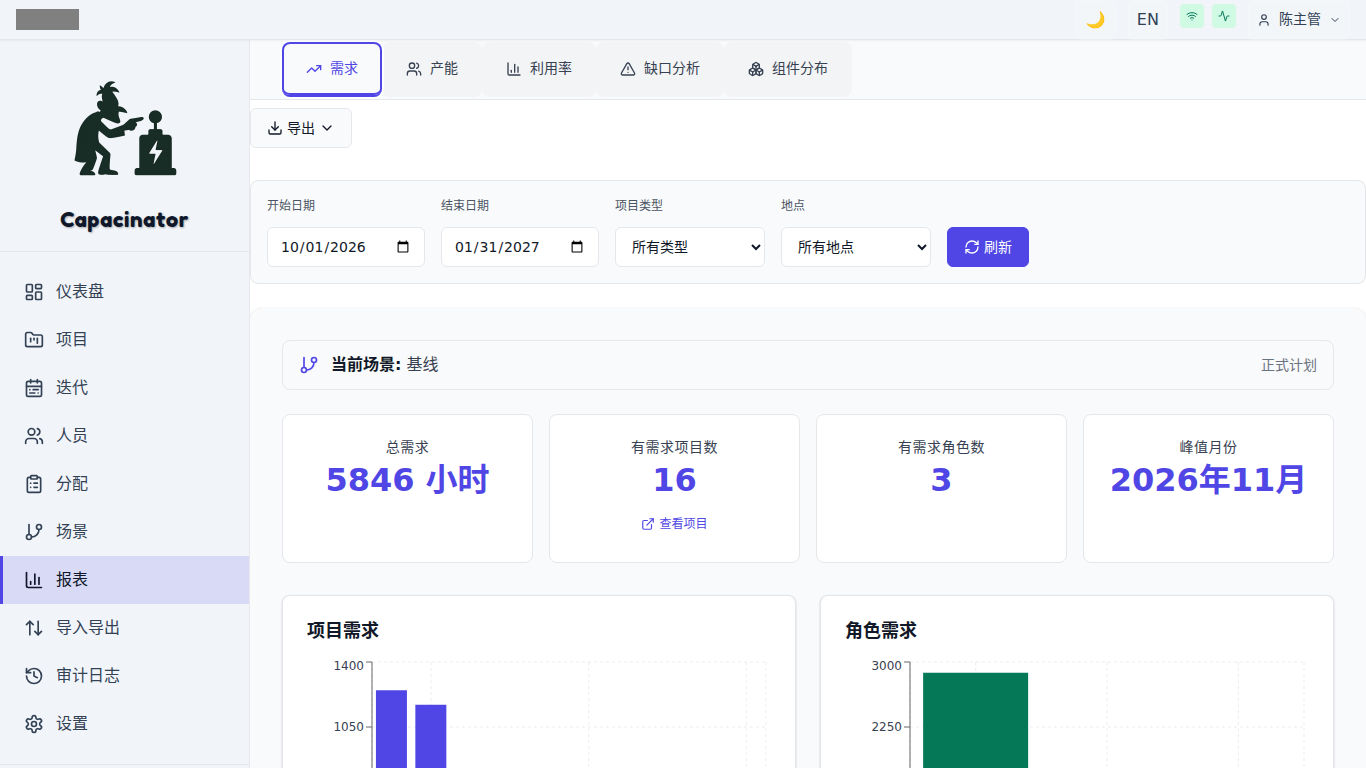 EN
陈主管
Capacinator
仪表盘
项目
迭代
人员
分配
场景
报表
导入导出
审计日志
设置
需求
产能
利用率
缺口分析
组件分布
导出
开始日期
结束日期
项目类型
地点
10/01/2026
01/31/2027
所有类型
所有地点
刷新
当前场景: 基线
正式计划
总需求
5846 小时
有需求项目数
16
查看项目
有需求角色数
3
峰值月份
2026年11月
项目需求
1400
1050
角色需求
3000
2250